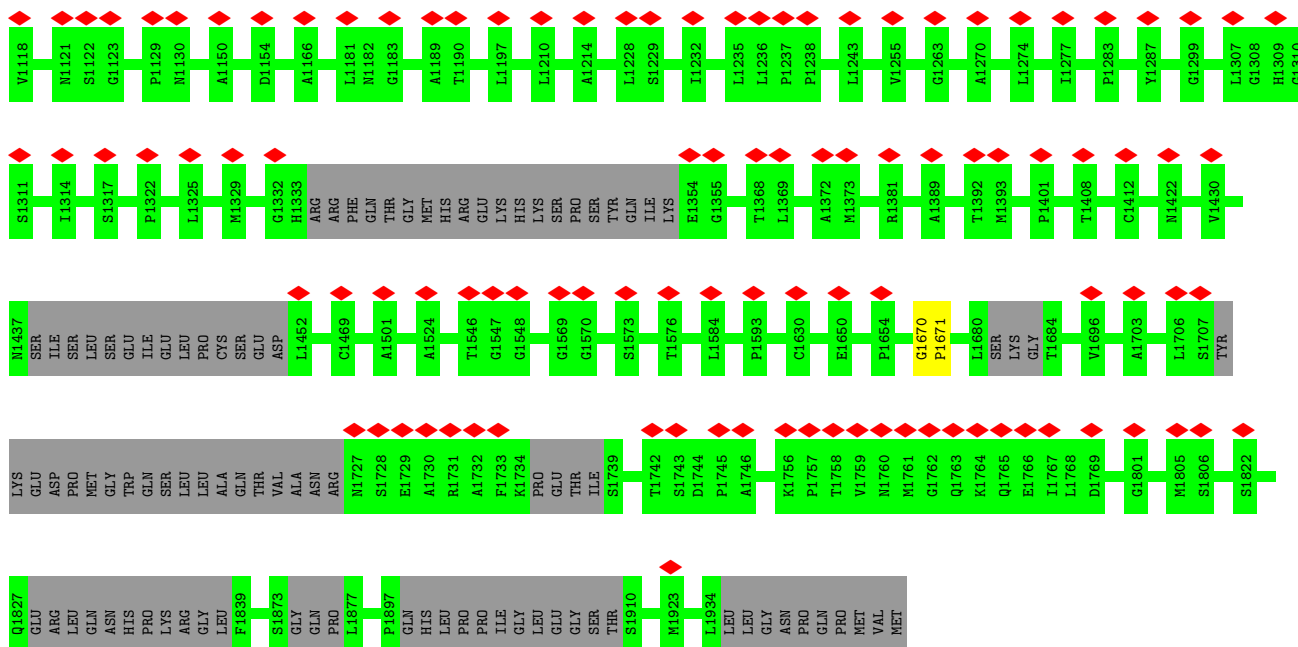 V1118 N1121 S1122 G1123 P1129 N1130 A1150 D1154 A1166 L1181 N1182 G1183 A1189 T1190 L1197 L1210 A1214 L1228 S1229 I1232 L1235 L1236 P1237 P1238 L1243 V1255 G1263 A1270 L1274 I1277 P1283 Y1287 G1299 L1307 G1308 H1309 G1310
S1311 I1314 S1317 P1322 L1325 M1329 G1332 H1333 ARG ARG PHE GLN THR GLY MET HIS ARG GLU LYS HIS LYS SER PRO SER TYR GLN ILE LYS E1354 G1355 T1368 L1369 A1372 M1373 R1381 A1389 T1392 M1393 P1401 T1408 C1412 N1422 V1430
N1437 SER ILE SER LEU SER GLU ILE GLU LEU PRO CYS SER GLU ASP L1452 C1469 A1501 A1524 T1546 G1547 G1548 G1569 G1570 S1573 T1576 L1584 P1593 C1630 E1650 P1654 G1670 P1671 L1680 SER LYS GLY T1684 V1696 A1703 L1706 S1707 TYR
LYS GLU ASP PRO MET GLY TRP GLN SER LEU LEU ALA GLN THR VAL ALA ASN ARG N1727 S1728 E1729 A1730 R1731 A1732 F1733 K1734 PRO GLU THR ILE S1739 T1742 S1743 D1744 P1745 A1746 K1756 P1757 T1758 V1759 N1760 M1761 G1762 Q1763 K1764 Q1765 E1766 I1767 L1768 D1769 G1801 M1805 S1806 S1822
Q1827 GLU ARG LEU GLN ASN HIS PRO LYS ARG GLY LEU F1839 S1873 GLY GLN PRO L1877 P1897 GLN HIS LEU PRO PRO ILE GLY LEU GLU GLY SER THR S1910 M1923 L1934 LEU LEU GLY ASN PRO GLN PRO MET VAL MET